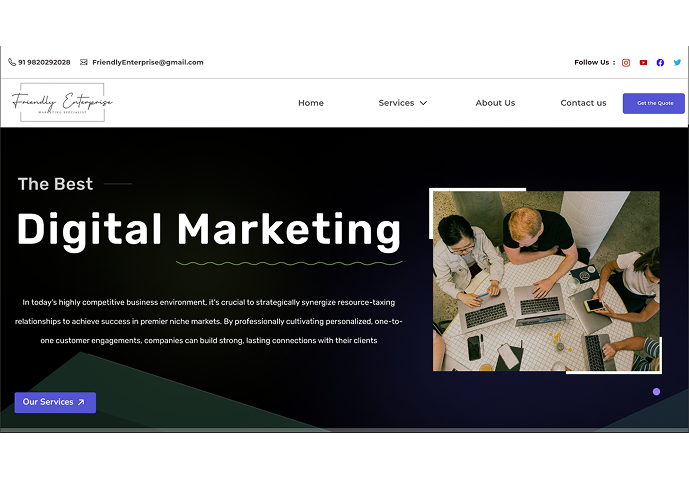 91 9820292028 FriendlyEnterprise@gmail.com Follow Us :
Friendly Enterprise
MARKETING SPECIALIST
Home Services About Us Contact us Get the Quote
The Best
Digital Marketing
In today's highly competitive business environment, it's crucial to strategically synergize resource-taxing
relationships to achieve success in premier niche markets. By professionally cultivating personalized, one-to-
one customer engagements, companies can build strong, lasting connections with their clients
Our Services